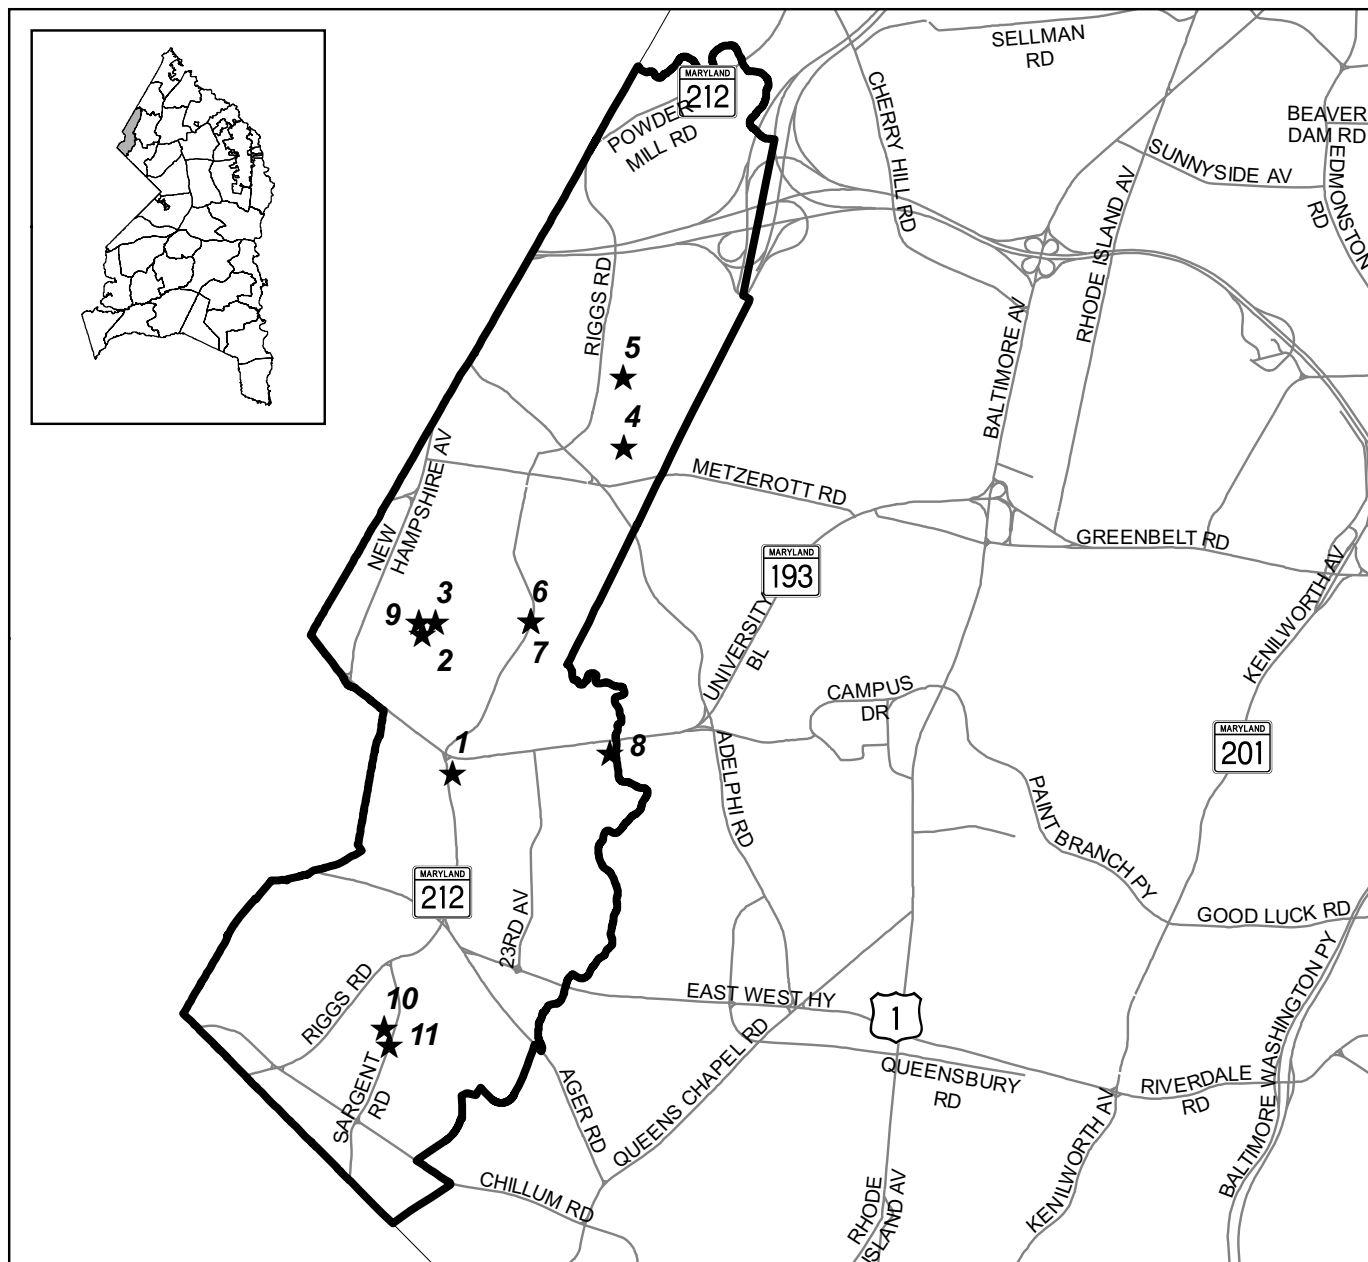 SELLMAN
RD
MARYLAND
212
POWDER
MILL RD
CHERRY HILL RD
BEAVER
DAM RD
SUNNYSIDE AV
EDMONSTON
RD
RHODE ISLAND AV
RIGGS RD
BALTIMORE AV
5
4
NEW
HAMPSHIRE AV
METZEROTT RD
GREENBELT RD
MARYLAND
193
KENILWORTH AV
UNIVERSITY
BL
3
9
2
6
7
CAMPUS
DR
1
8
ADELPHI RD
MARYLAND
201
PAINT BRANCH PY
MARYLAND
212
23RD AV
GOOD LUCK RD
RIGGS RD
EAST WEST HY
1
10
11
SARGENT
RD
QUEENS CHAPEL RD
QUEENSBURY
RD
RIVERDALE
RD
BALTIMORE WASHINGTON PY
AGER RD
KENILWORTH AV
CHILLUM RD
RHODE
ISLAND AV